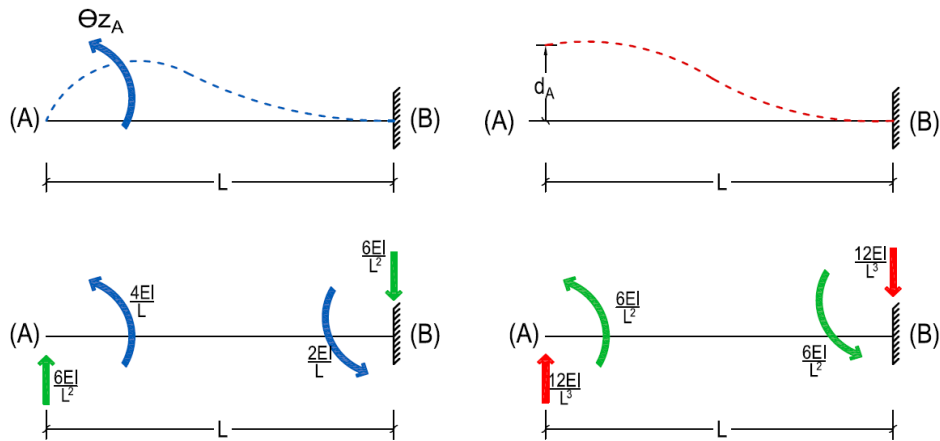 ϴz_A
(A)
(B)
L
d_A
(A)
(B)
L
6EI/L²
(A)
4EI/L
2EI/L
(B)
6EI/L²
L
12EI/L³
(A)
6EI/L²
6EI/L²
(B)
12EI/L³
L